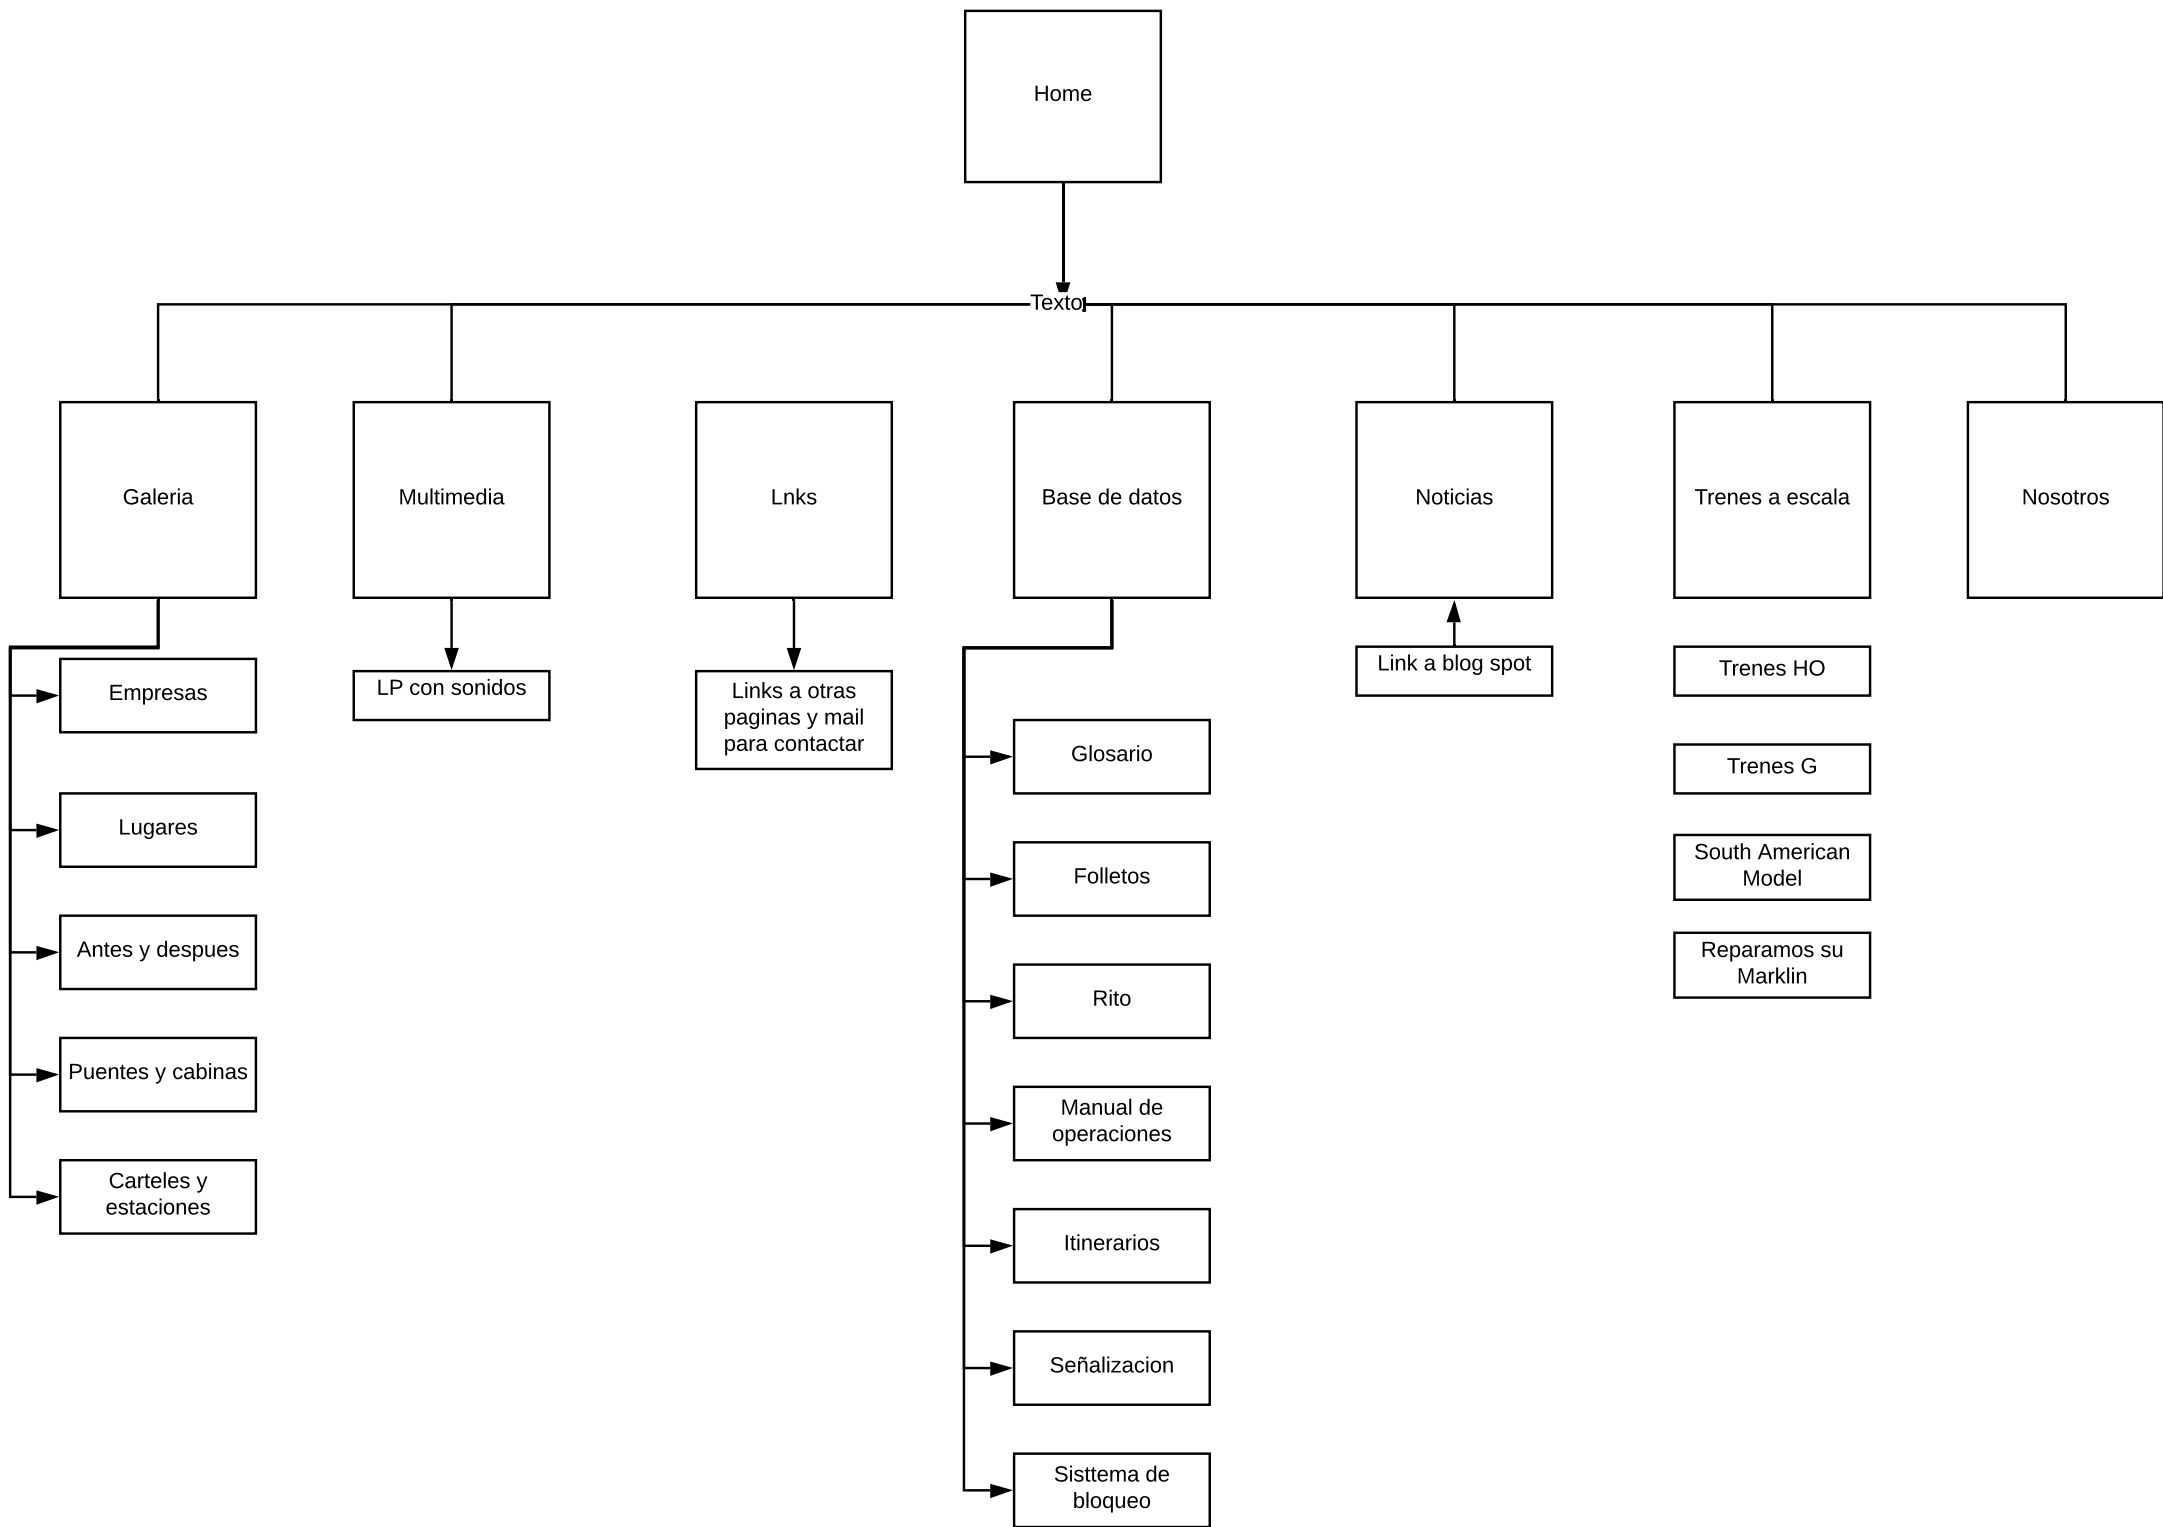 Home
Texto
Galeria
Multimedia
Lnks
Base de datos
Noticias
Trenes a escala
Nosotros
Empresas
Lugares
Antes y despues
Puentes y cabinas
Carteles y
estaciones
LP con sonidos
Links a otras
paginas y mail
para contactar
Glosario
Folletos
Rito
Manual de
operaciones
Itinerarios
Señalizacion
Sisttema de
bloqueo
Link a blog spot
Trenes HO
Trenes G
South American
Model
Reparamos su
Marklin